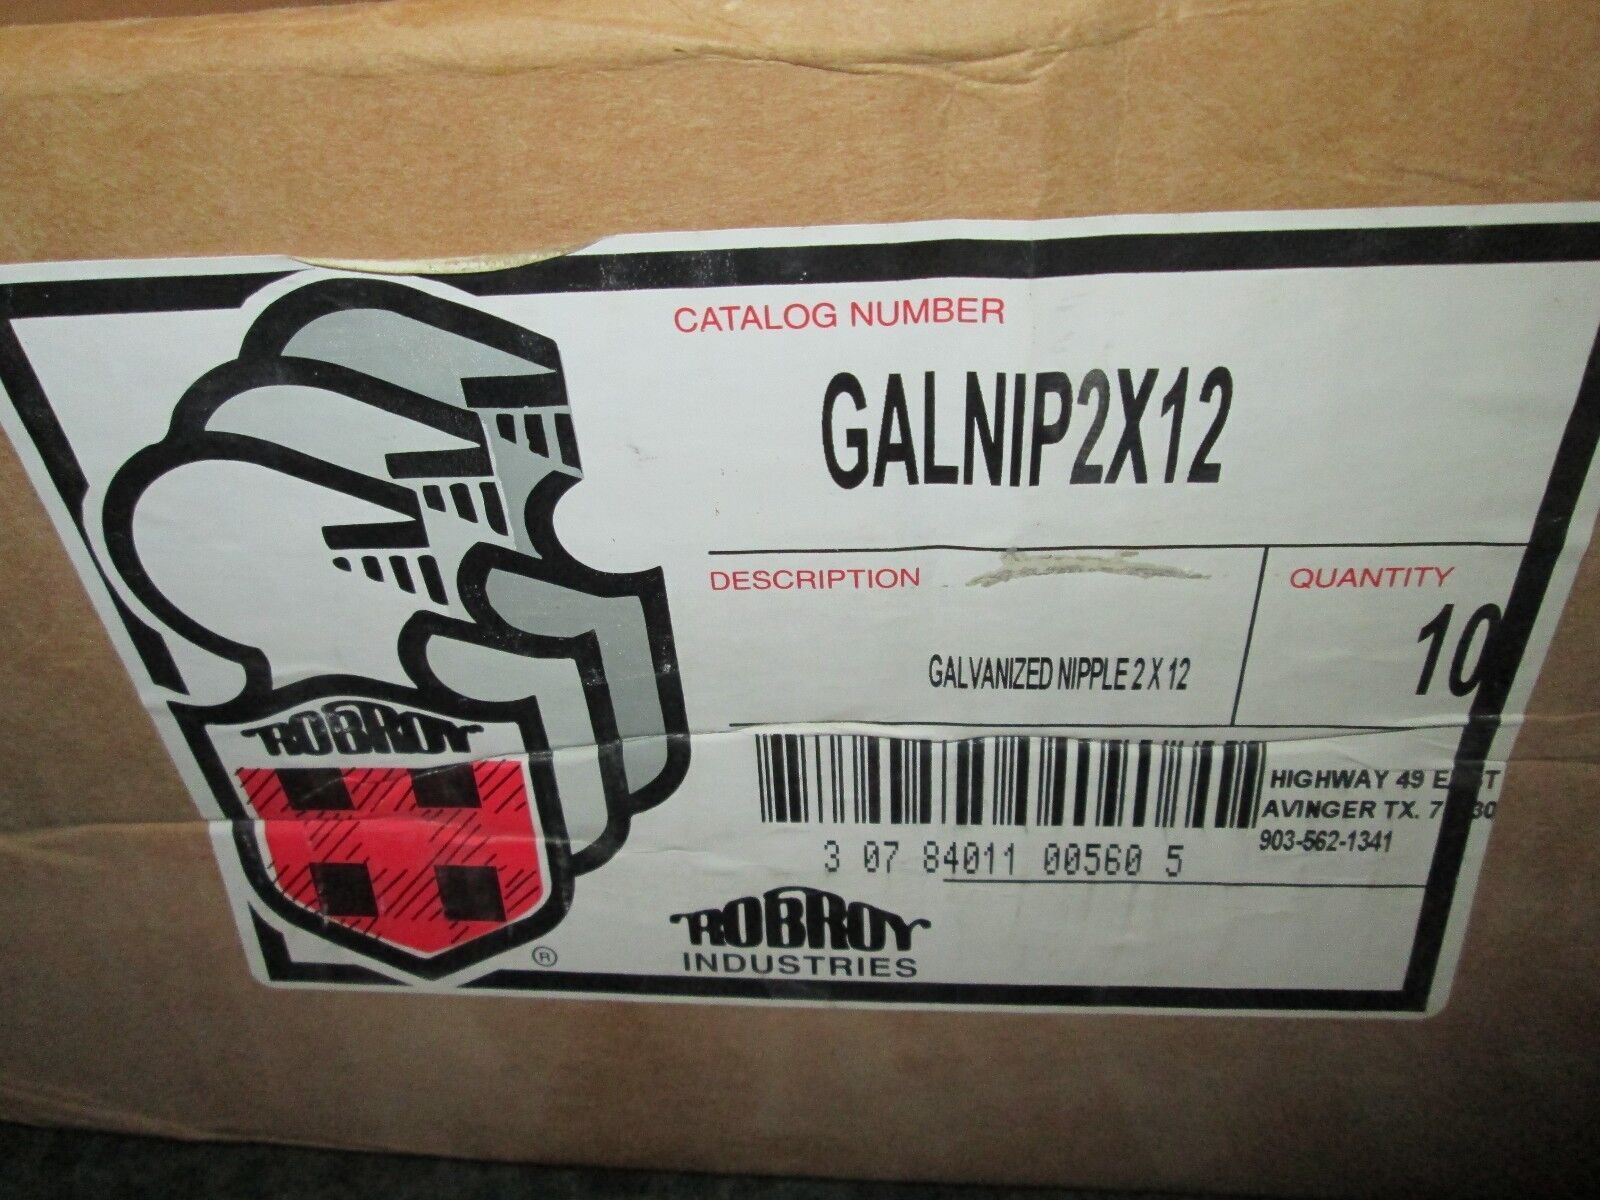 CATALOG NUMBER
GALNIP2X12
DESCRIPTION
QUANTITY
10
GALVANIZED NIPPLE 2 X 12
ROBROY
HIGHWAY 49
AVINGER TX.
903-562-1341
3 07 84011 00560 5
ROBROY
INDUSTRIES
®